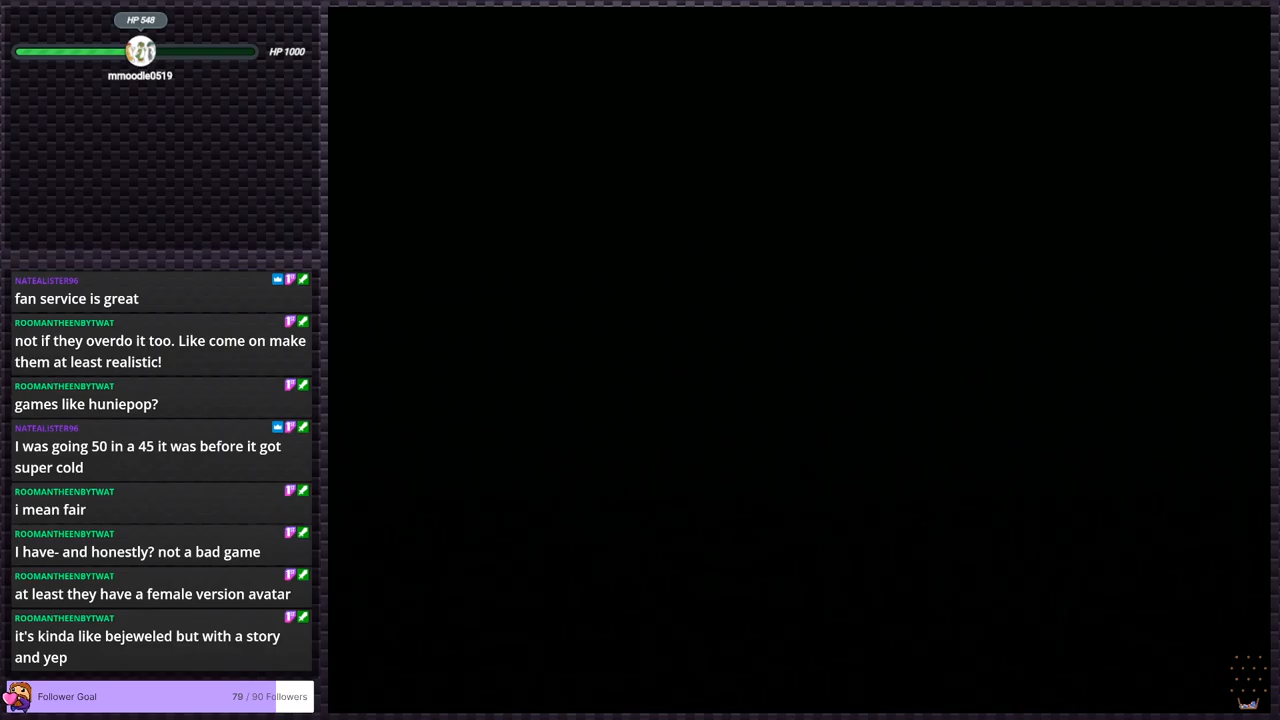 HP 548
HP 1000
mmoodle0519
NATEALISTER96
fan service is great
ROOMANTHEENBYTWAT
not if they overdo it too. Like come on make
them at least realistic!
ROOMANTHEENBYTWAT
games like huniepop?
NATEALISTER96
I was going 50 in a 45 it was before it got
super cold
ROOMANTHEENBYTWAT
i mean fair
ROOMANTHEENBYTWAT
I have- and honestly? not a bad game
ROOMANTHEENBYTWAT
at least they have a female version avatar
ROOMANTHEENBYTWAT
it's kinda like bejeweled but with a story
and yep
Follower Goal 79 / 90 Followers